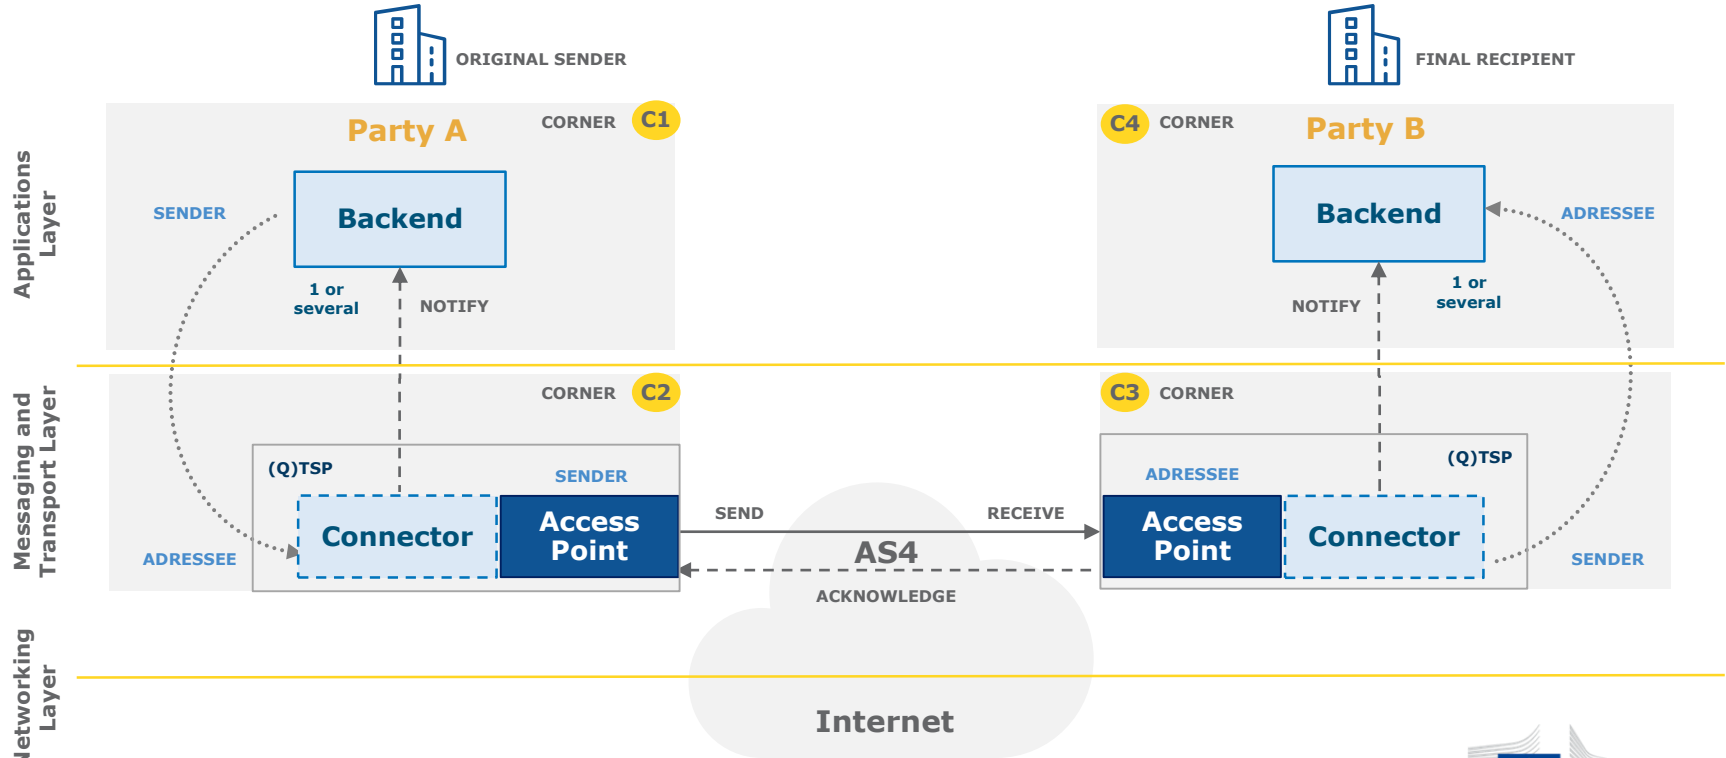 ORIGINAL SENDER
FINAL RECIPIENT
Applications
Layer
Party A
CORNER
C1
SENDER
Backend
1 or
several
NOTIFY
C4
CORNER
Party B
Backend
ADRESSEE
NOTIFY
1 or
several
Messaging and
Transport Layer
CORNER
C2
(Q)TSP
SENDER
Connector
Access
Point
ADRESSEE
SEND
RECEIVE
AS4
ACKNOWLEDGE
C3
CORNER
ADRESSEE
(Q)TSP
Access
Point
Connector
SENDER
Networking
Layer
Internet